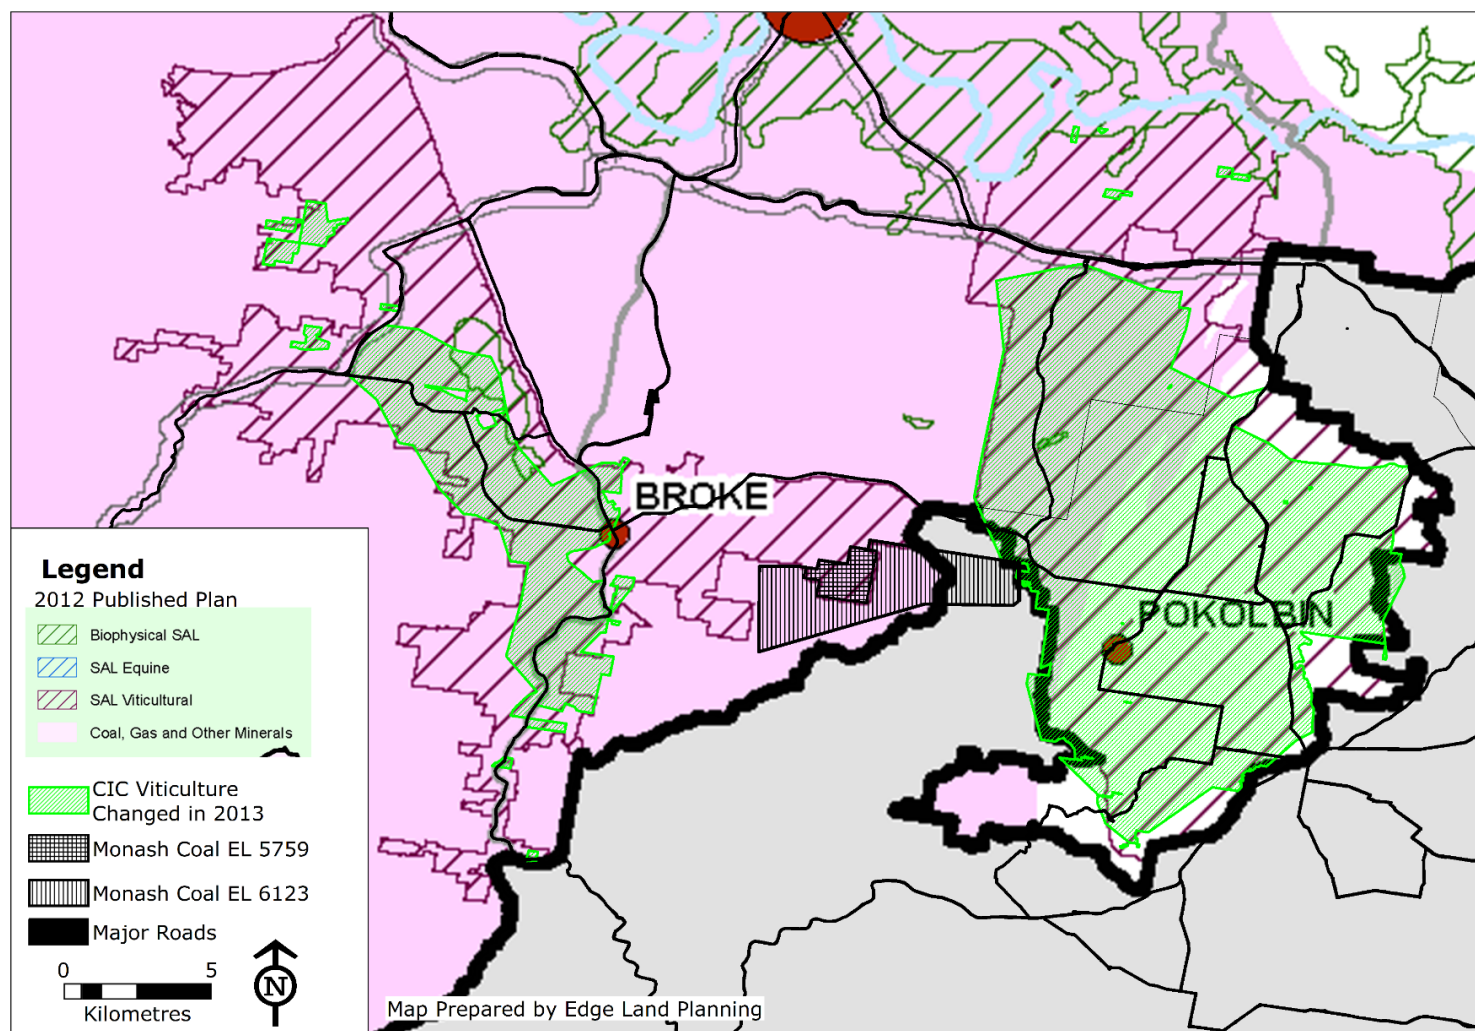 BROKE
POKOLBIN
Legend
2012 Published Plan
Biophysical SAL
SAL Equine
SAL Viticultural
Coal, Gas and Other Minerals
CIC Viticulture
Changed in 2013
Monash Coal EL 5759
Monash Coal EL 6123
Major Roads
0 5
Kilometres
N
Map Prepared by Edge Land Planning